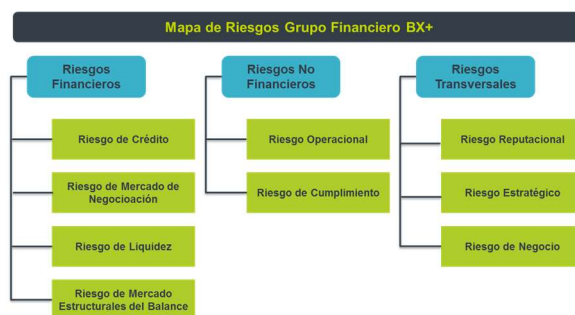 Mapa de Riesgos Grupo Financiero BX+
Riesgos
Financieros
Riesgo de Crédito
Riesgo de Mercado de
Negocioación
Riesgo de Liquidez
Riesgo de Mercado
Estructurales del Balance
Riesgos No
Financieros
Riesgo Operacional
Riesgo de Cumplimiento
Riesgos
Transversales
Riesgo Reputacional
Riesgo Estratégico
Riesgo de Negocio